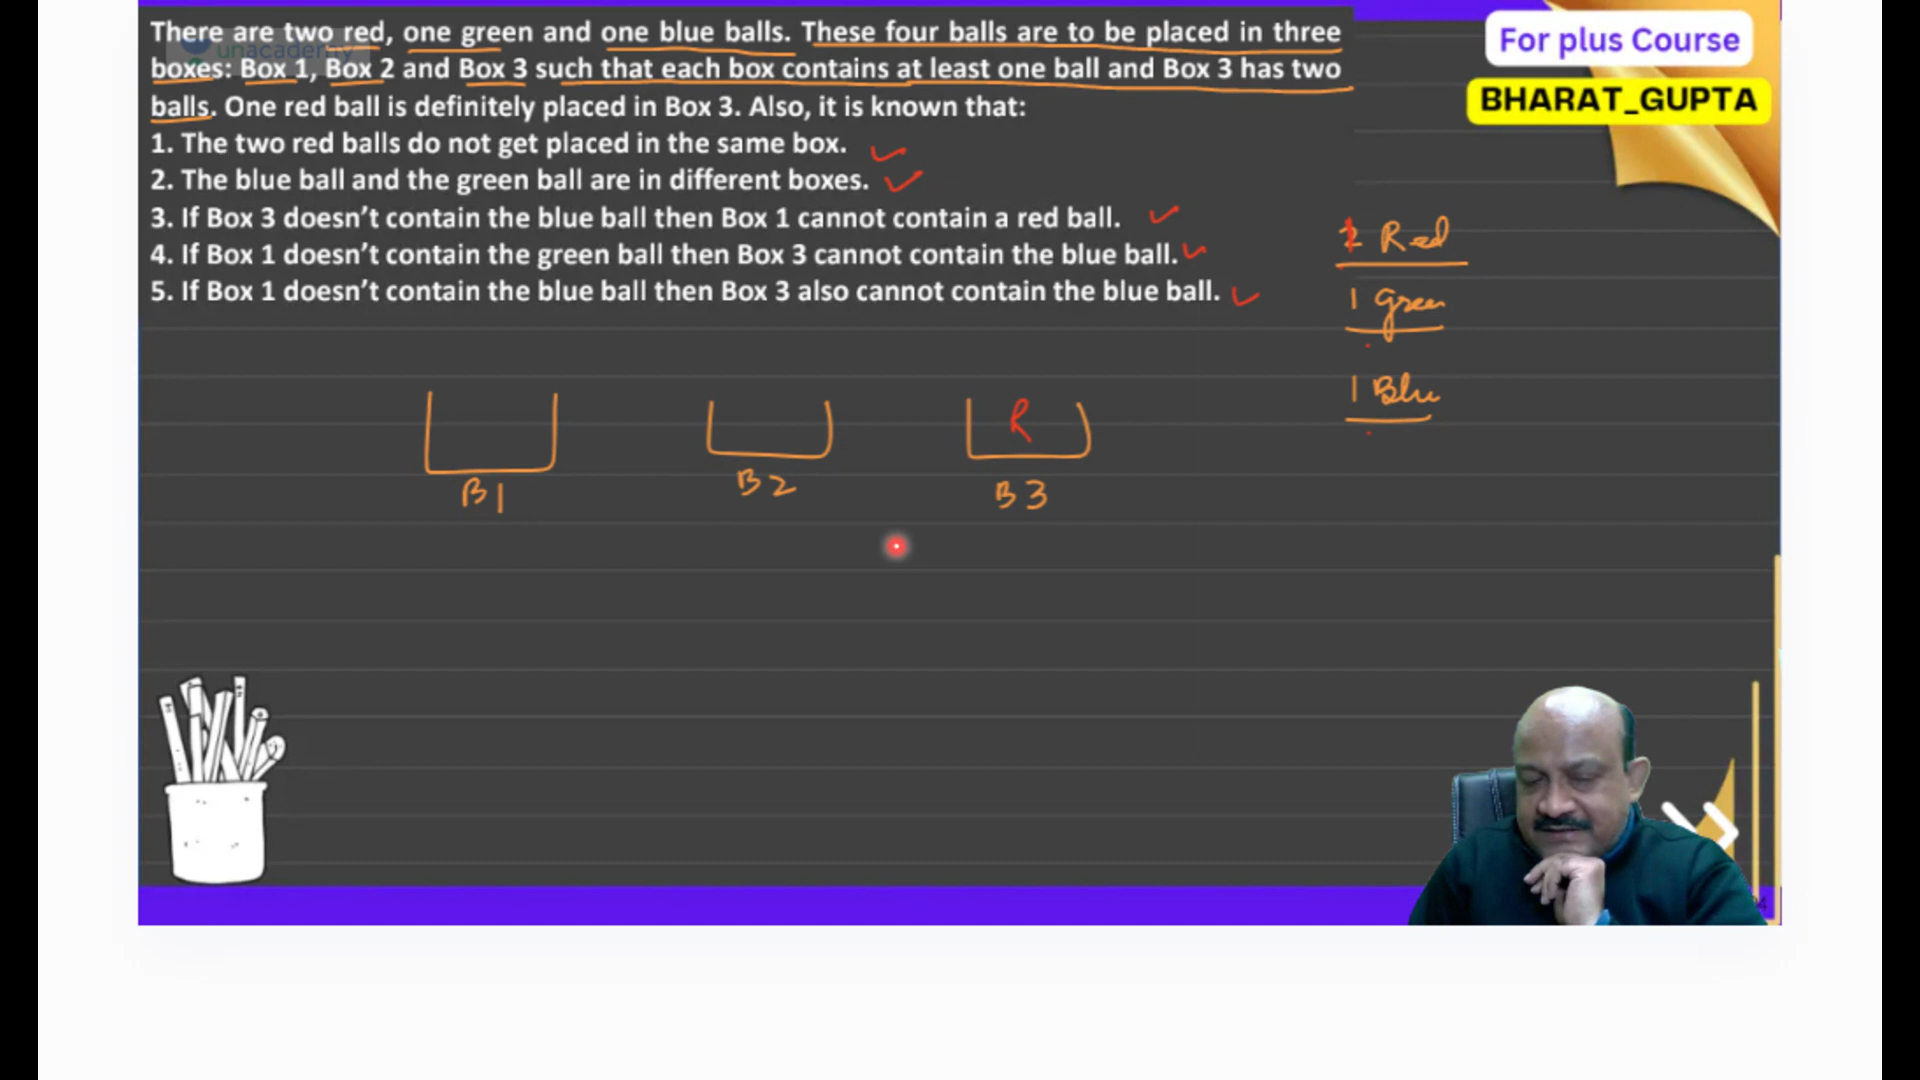 There are two red, one green and one blue balls. These four balls are to be placed in three
boxes: Box 1, Box 2 and Box 3 such that each box contains at least one ball and Box 3 has two
balls. One red ball is definitely placed in Box 3. Also, it is known that:
1. The two red balls do not get placed in the same box.
2. The blue ball and the green ball are in different boxes.
3. If Box 3 doesn't contain the blue ball then Box 1 cannot contain a red ball.
4. If Box 1 doesn't contain the green ball then Box 3 cannot contain the blue ball.
5. If Box 1 doesn't contain the blue ball then Box 3 also cannot contain the blue ball.
unacademy
For plus Course
BHARAT_GUPTA
Red
1 Green
1 Blu
R
B1
B2
B3